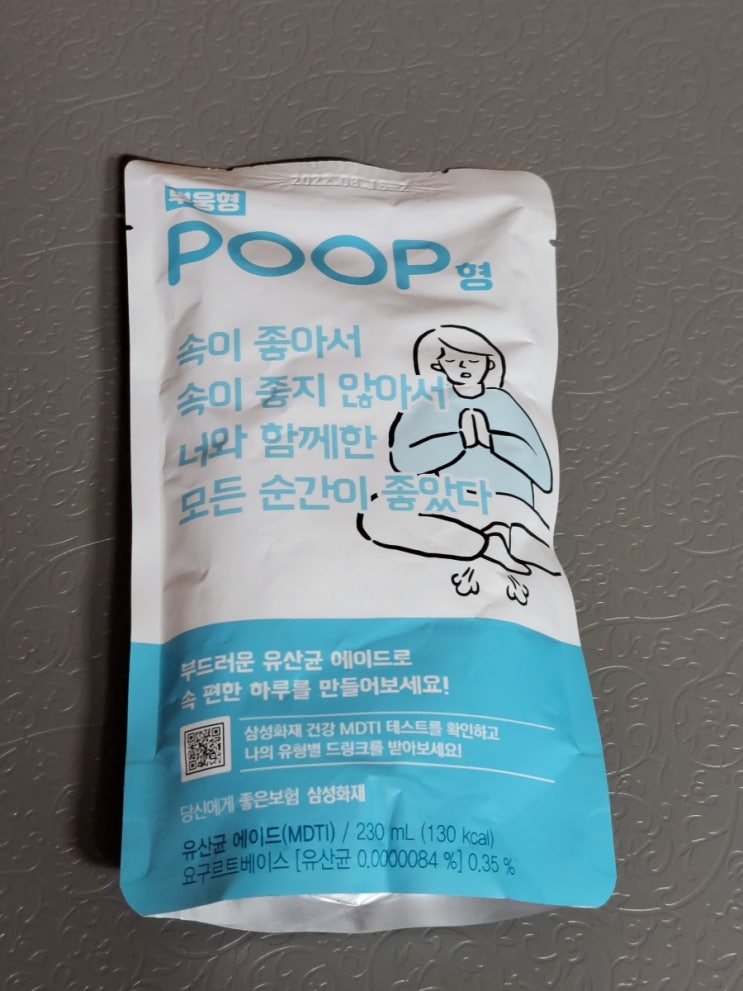 2022.08.16
뿌웅형
POOP형
속이 좋아서
속이 좋지 않아서
너와 함께한
모든 순간이 좋았다
부드러운 유산균 에이드로
속 편한 하루를 만들어보세요!
삼성화재 건강 MDTI 테스트를 확인하고
나의 유형별 드링크를 받아보세요!
당신에게 좋은보험 삼성화재
유산균 에이드(MDTI) / 230 mL (130 kcal)
요구르트베이스 [유산균 0.0000084 %] 0.35 %